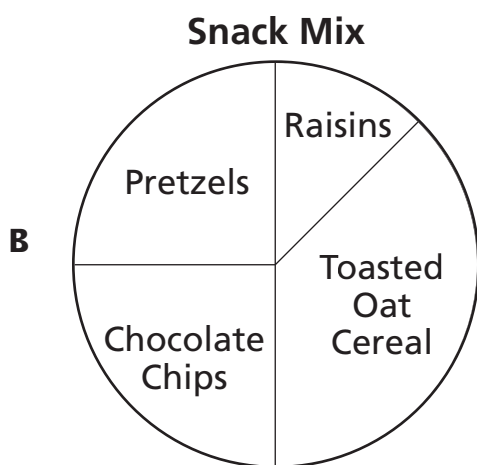 Snack Mix
Raisins
Pretzels
B
Toasted
Oat
Cereal
Chocolate
Chips